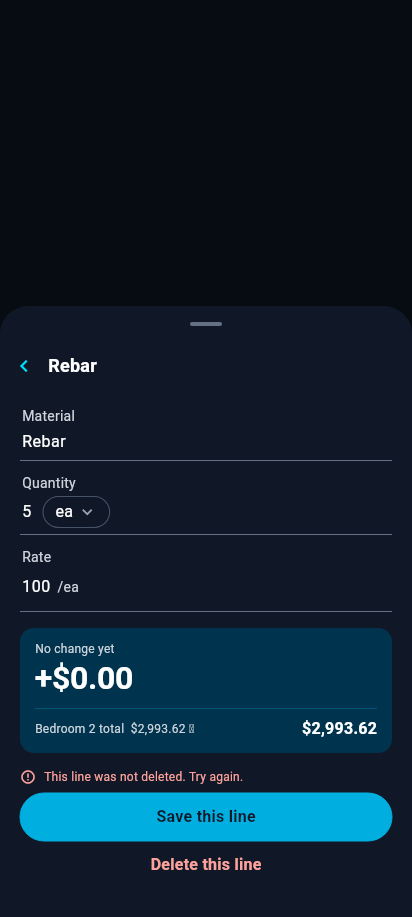 Rebar
Material
Rebar
Quantity
5 ea
Rate
100 /ea
No change yet
+$0.00
Bedroom 2 total $2,993.62 $2,993.62
This line was not deleted. Try again.
Save this line
Delete this line